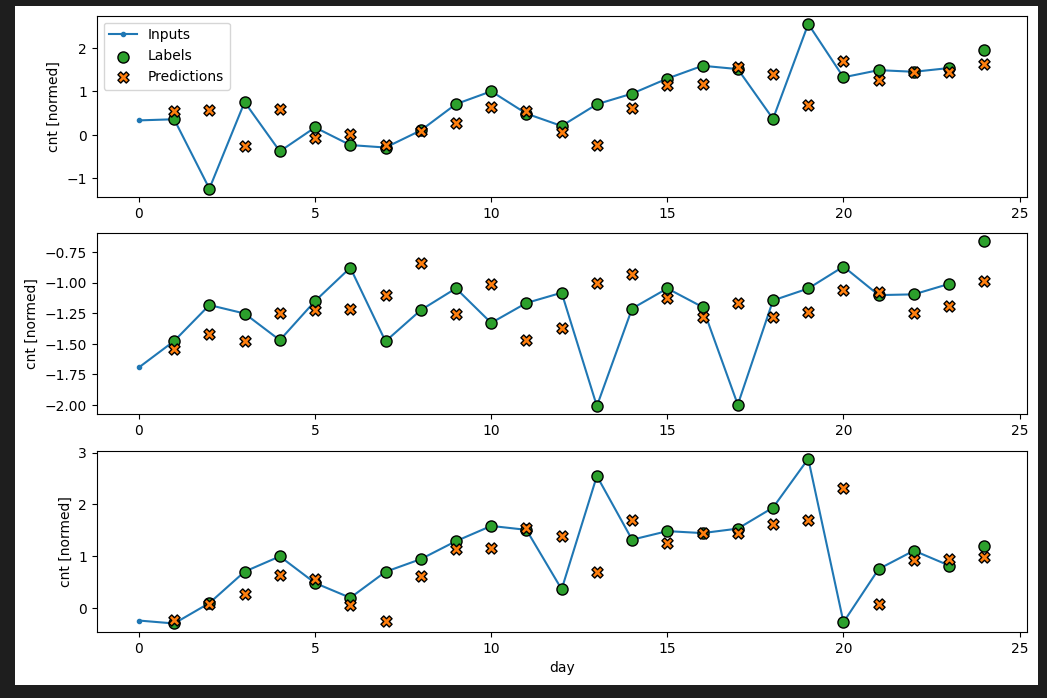 Inputs
Labels
Predictions
cnt [normed]
2
1
0
−1
0 5 10 15 20 25
cnt [normed]
−0.75
−1.00
−1.25
−1.50
−1.75
−2.00
0 5 10 15 20 25
cnt [normed]
3
2
1
0
0 5 10 15 20 25
day